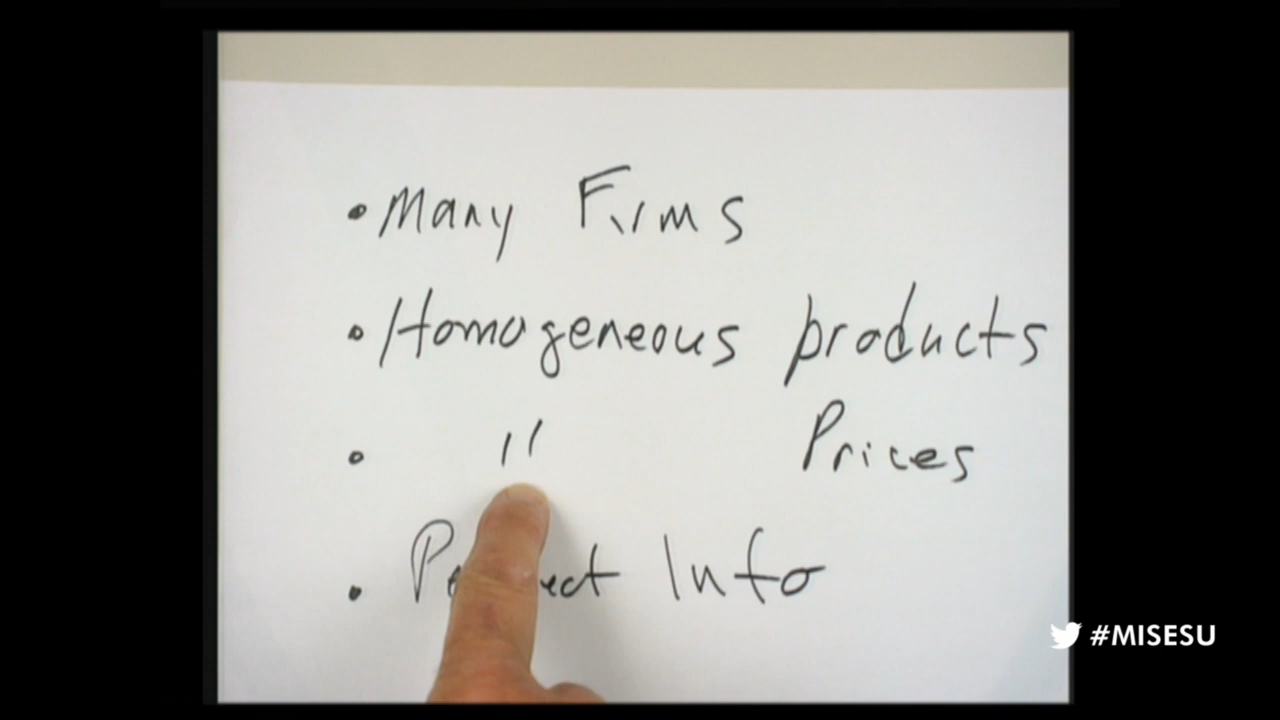 • Many Firms
• Homogeneous products
• " Prices
• Info
#MISESU